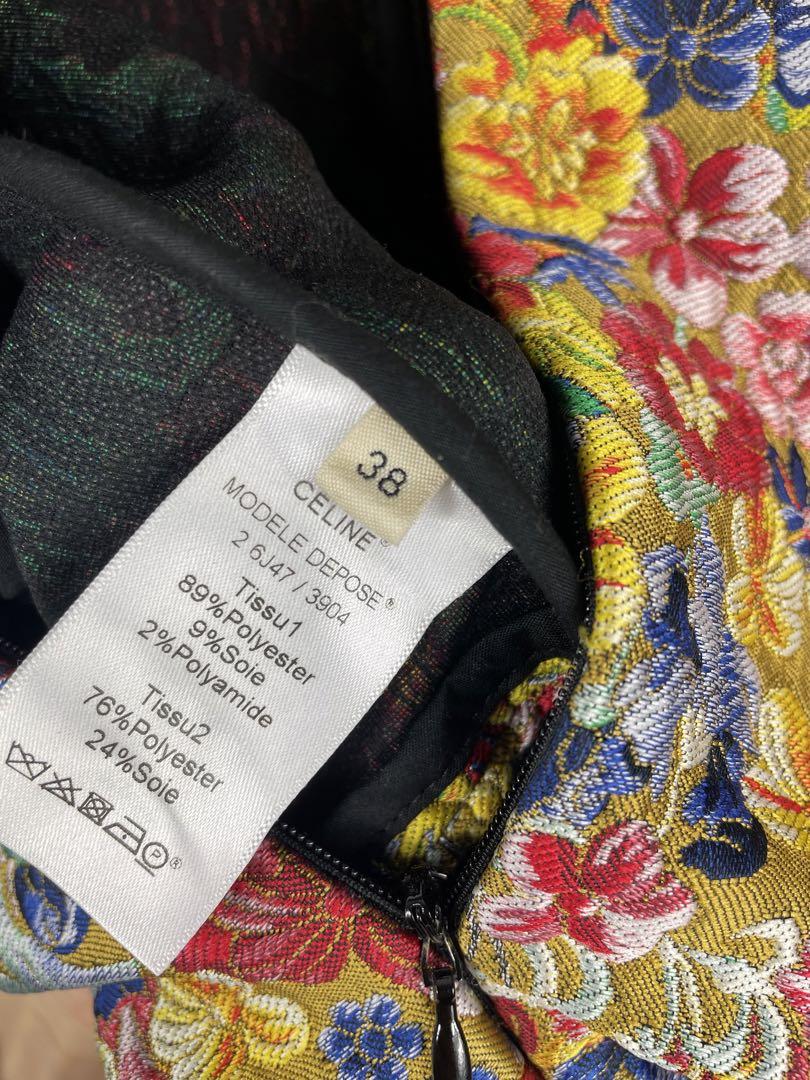 38
CELINE®
MODELE DEPOSE®
2 6J47 / 3904
Tissu1
89%Polyester
9%Soie
2%Polyamide
Tissu2
76%Polyester
24%Soie
P®